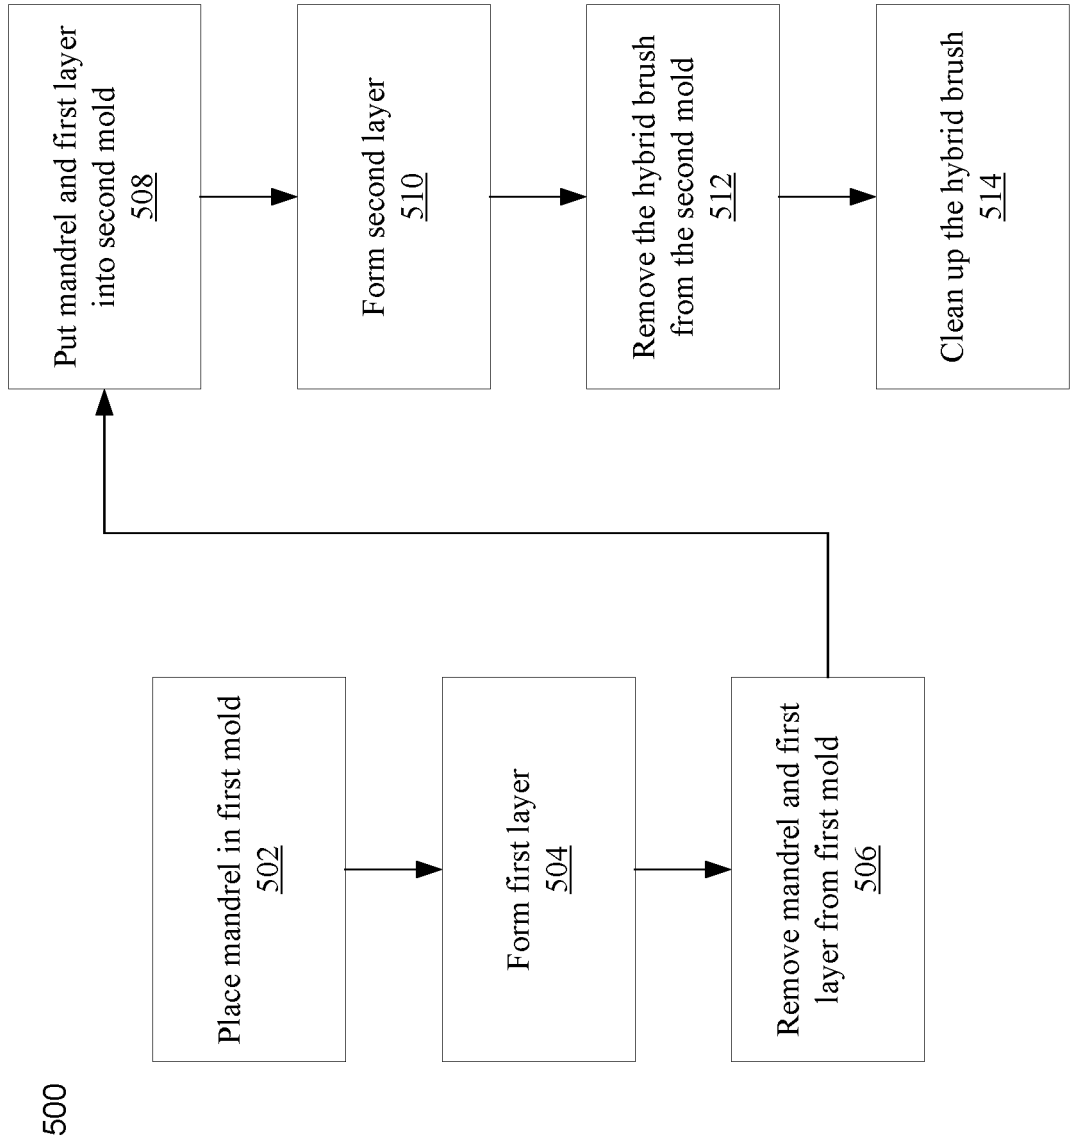 500
Place mandrel in first mold
502
Form first layer
504
Remove mandrel and first
layer from first mold
506
Put mandrel and first layer
into second mold
508
Form second layer
510
Remove the hybrid brush
from the second mold
512
Clean up the hybrid brush
514